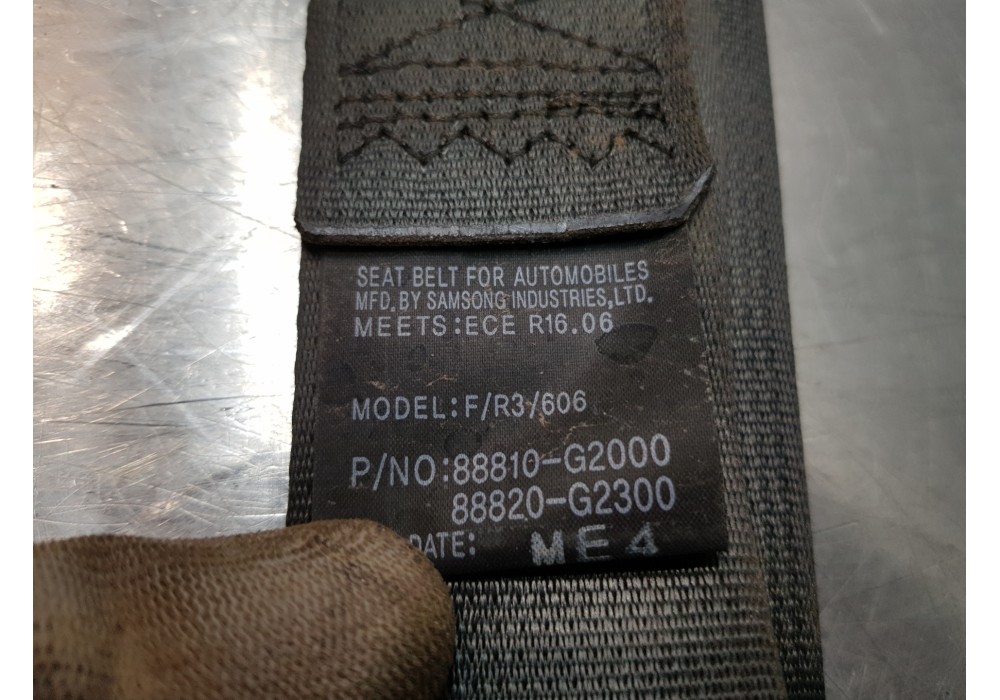 SEAT BELT FOR AUTOMOBILES
MFD.BY SAMSONG INDUSTRIES,LTD.
MEETS:ECE R16.06
MODEL:F/R3/606
P/NO:88810-G2000
88820-G2300
DATE: ME4